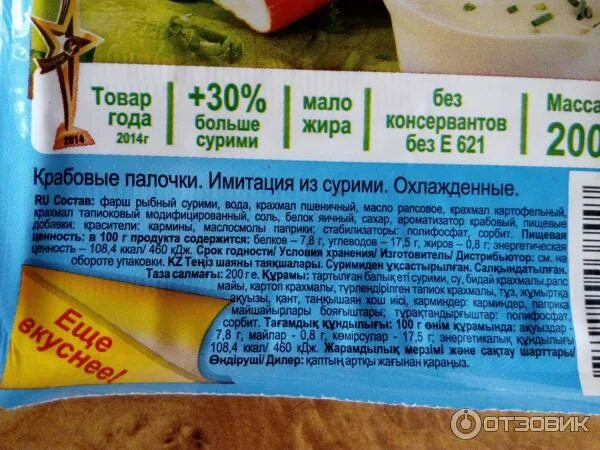 2014
Товар года 2014г
+30% больше сурими
мало жира
без консервантов без Е 621
Масса
200
Крабовые палочки. Имитация из сурими. Охлажденные.
RU Состав: фарш рыбный сурими, вода, крахмал пшеничный, масло рапсовое, крахмал картофельный,
крахмал тапиоковый модифицированный, соль, белок яичный, сахар, ароматизатор крабовый, пищевые
добавки: красители: кармины, маслосмолы паприки; стабилизаторы: полифосфат, сорбит. Пищевая
ценность: в 100 г продукта содержится: белков – 7,8 г, углеводов – 17,5 г, жиров – 0,8 г; энергетическая
ценность – 108,4 ккал/ 460 кДж. Срок годности/ Условия хранения/ Изготовитель/ Дистрибьютор: см. на
обороте упаковки. KZ Теңіз шаяны таяқшалары. Суримиден ұқсастырылған. Салқындатылған.
Таза салмағы: 200 г е. Құрамы: тартылған балық еті сурими, су, бидай крахмалы, рапс
майы, картоп крахмалы, түрлендірілген тапиок крахмалы, тұз, жұмыртқа
ақуызы, қант, таңқышаян хош иісі, кармин: карминдер, паприка
майшайырлары бояғыштары; тұрақтандырғыштар: полифосфат,
сорбит. Тағамдық құндылығы: 100 г өнім құрамында: ақуыздар -
7,8 г, майлар - 0,8 г, көмірсулар - 17,5 г; энергетикалық құндылығы
108,4 ккал/ 460 кДж. Жарамдылық мерзімі және сақтау шарттары/
Өндіруші/ Дилер: қаптың артқы жағынан қараңыз.
Еще
вкуснее!
ОТЗОВИК